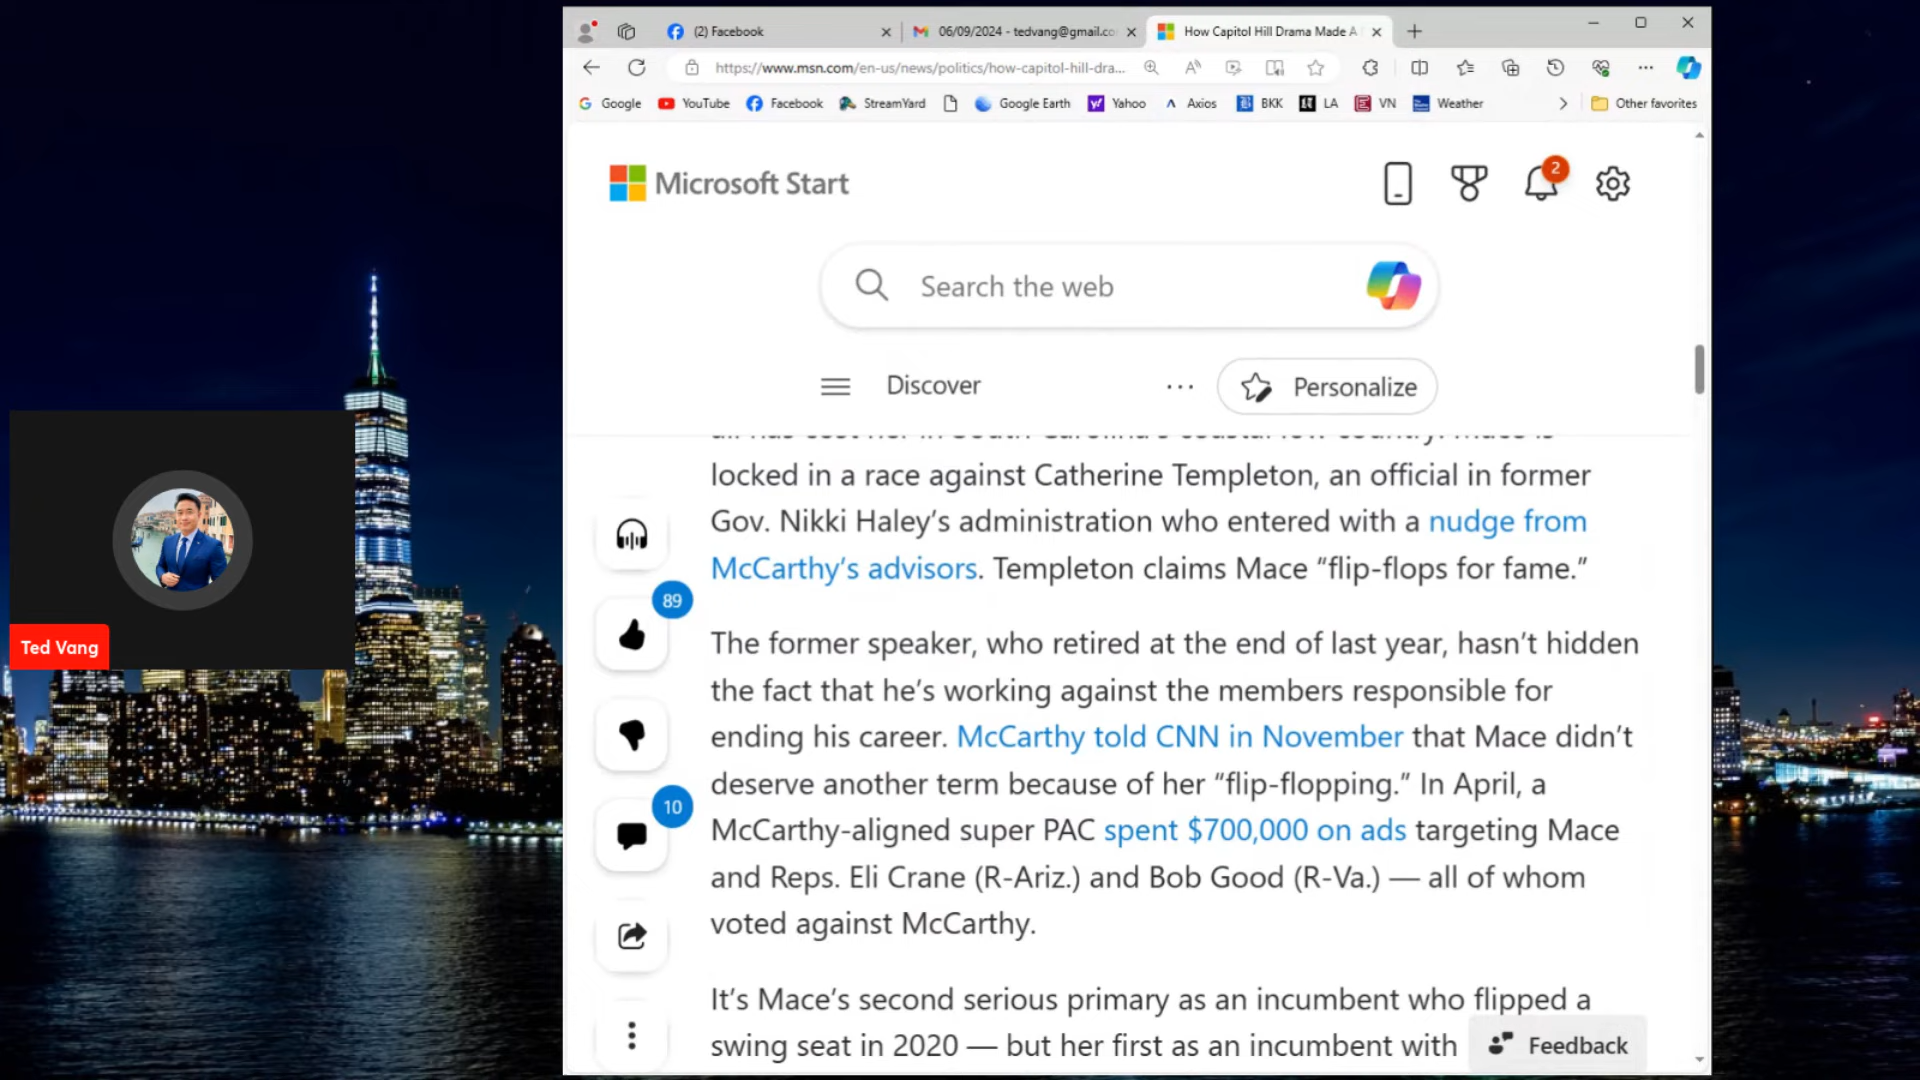 (2) Facebook
06/09/2024 - tedvang@gmail.co
How Capitol Hill Drama Made A
https://www.msn.com/en-us/news/politics/how-capitol-hill-dra...
Google YouTube Facebook StreamYard Google Earth Yahoo Axios BKK LA VN Weather Other favorites
Microsoft Start
2
Search the web
Discover
Personalize
locked in a race against Catherine Templeton, an official in former
Gov. Nikki Haley’s administration who entered with a nudge from
McCarthy’s advisors. Templeton claims Mace “flip-flops for fame.”
89
The former speaker, who retired at the end of last year, hasn’t hidden
the fact that he’s working against the members responsible for
ending his career. McCarthy told CNN in November that Mace didn’t
deserve another term because of her “flip-flopping.” In April, a
10
McCarthy-aligned super PAC spent $700,000 on ads targeting Mace
and Reps. Eli Crane (R-Ariz.) and Bob Good (R-Va.) — all of whom
voted against McCarthy.
It’s Mace’s second serious primary as an incumbent who flipped a
swing seat in 2020 — but her first as an incumbent with
Feedback
Ted Vang